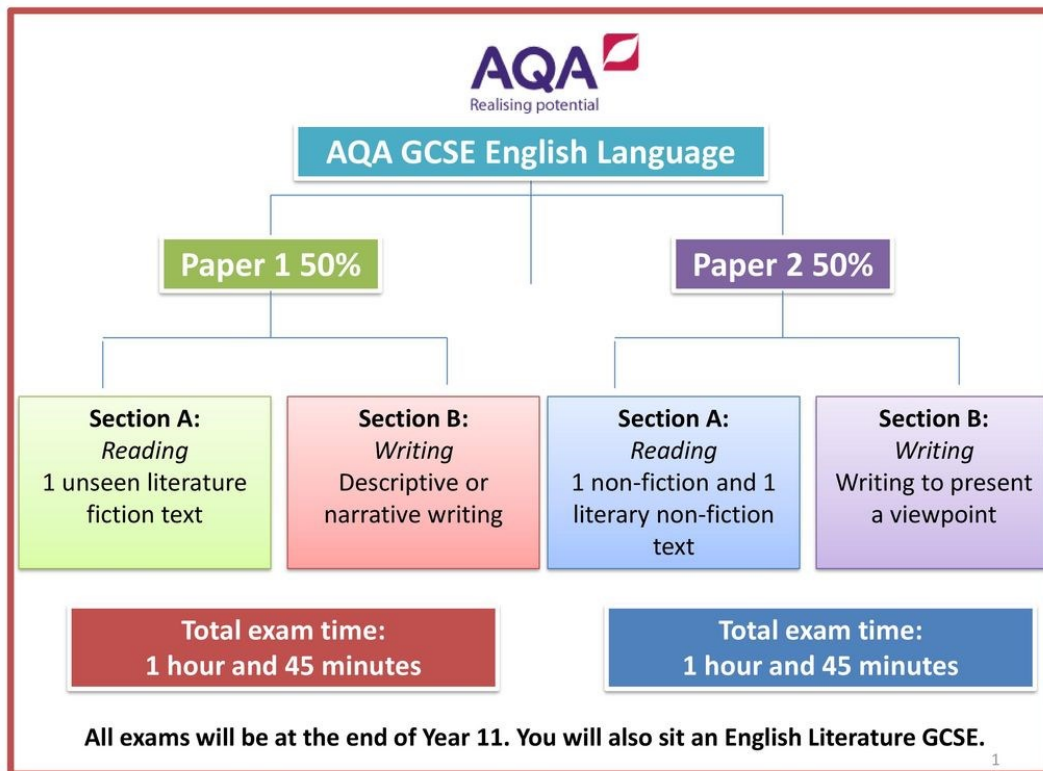 AQA
Realising potential
AQA GCSE English Language
Paper 1 50%
Paper 2 50%
Section A:
Reading
1 unseen literature
fiction text
Section B:
Writing
Descriptive or
narrative writing
Section A:
Reading
1 non-fiction and 1
literary non-fiction
text
Section B:
Writing
Writing to present
a viewpoint
Total exam time:
1 hour and 45 minutes
Total exam time:
1 hour and 45 minutes
All exams will be at the end of Year 11. You will also sit an English Literature GCSE.
1